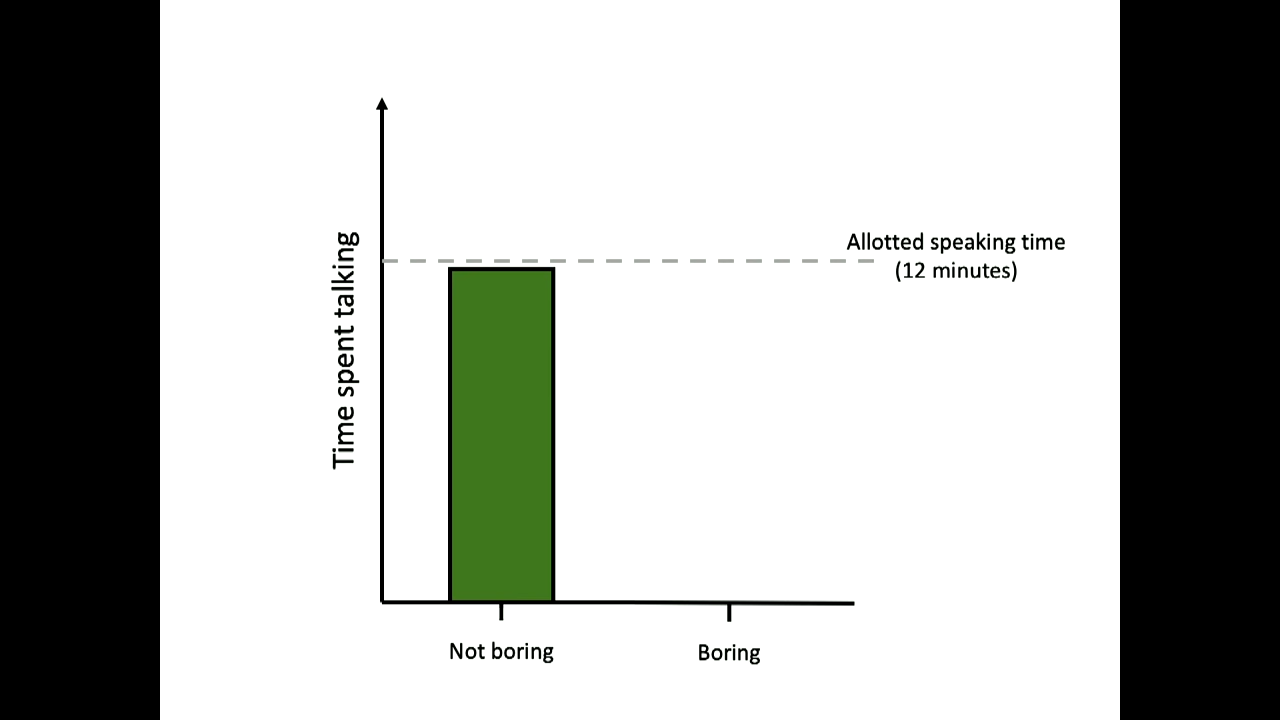 Time spent talking
Allotted speaking time
(12 minutes)
Not boring
Boring